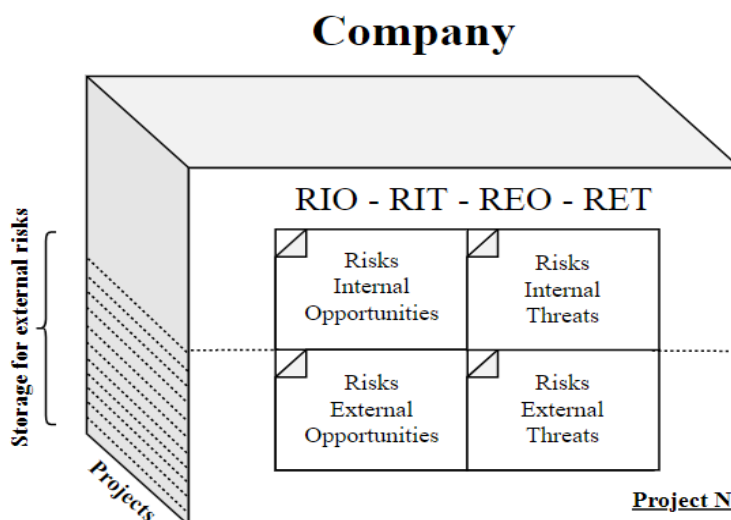 Company
RIO - RIT - REO - RET
Risks
Internal
Opportunities
Risks
Internal
Threats
Risks
External
Opportunities
Risks
External
Threats
Storage for external risks
Projects
Project N